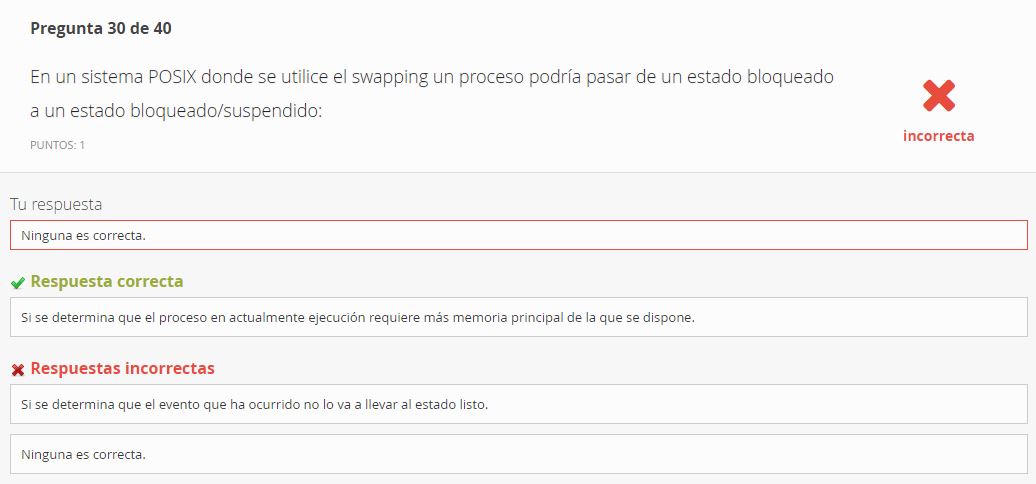 Pregunta 30 de 40
En un sistema POSIX donde se utilice el swapping un proceso podría pasar de un estado bloqueado
a un estado bloqueado/suspendido:
incorrecta
PUNTOS: 1
Tu respuesta
Ninguna es correcta.
Respuesta correcta
Si se determina que el proceso en actualmente ejecución requiere más memoria principal de la que se dispone.
Respuestas incorrectas
Si se determina que el evento que ha ocurrido no lo va a llevar al estado listo.
Ninguna es correcta.